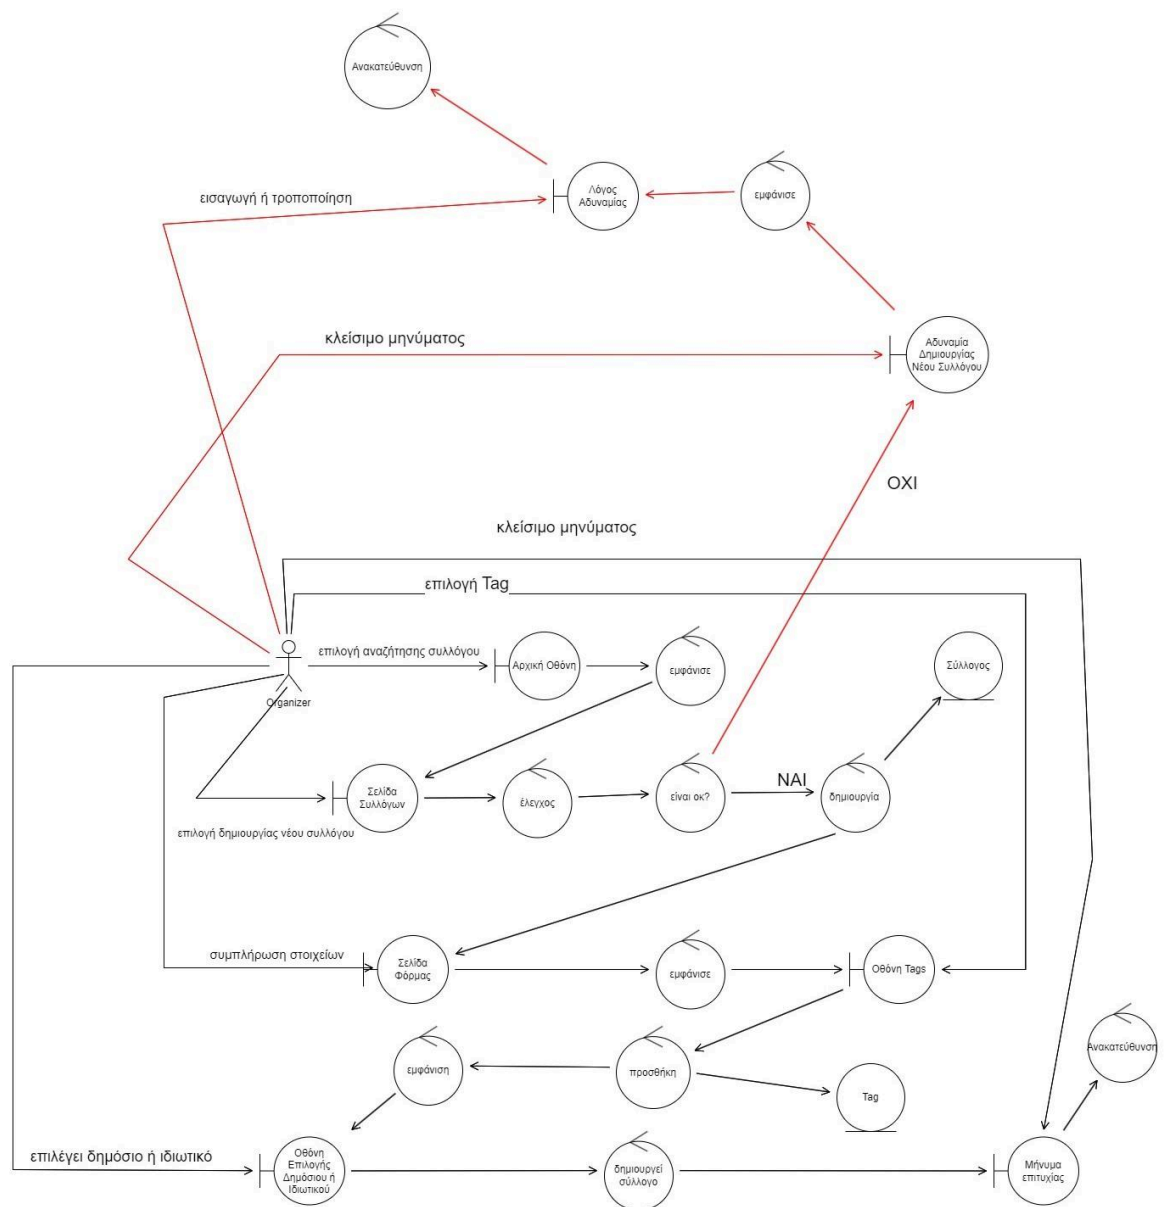 Ανακατεύθυνση
εισαγωγή ή τροποποίηση
Λόγος
Αδυναμίας
εμφάνισε
κλείσιμο μηνύματος
Αδυναμία
Δημιουργίας
Νέου Συλλόγου
ΟΧΙ
κλείσιμο μηνύματος
επιλογή Tag
επιλογή αναζήτησης συλλόγου
Αρχική Οθόνη
εμφάνισε
Σύλλογος
Organizer
Σελίδα
Συλλόγων
έλεγχος
είναι οκ?
ΝΑΙ
δημιουργία
επιλογή δημιουργίας νέου συλλόγου
συμπλήρωση στοιχείων
Σελίδα
Φόρμας
εμφάνισε
Οθόνη Tags
Ανακατεύθυνση
εμφάνιση
προσθήκη
Tag
επιλέγει δημόσιο ή ιδιωτικό
Οθόνη
Επιλογής
Δημόσιου ή
Ιδιωτικού
δημιουργεί
σύλλογο
Μήνυμα
επιτυχίας